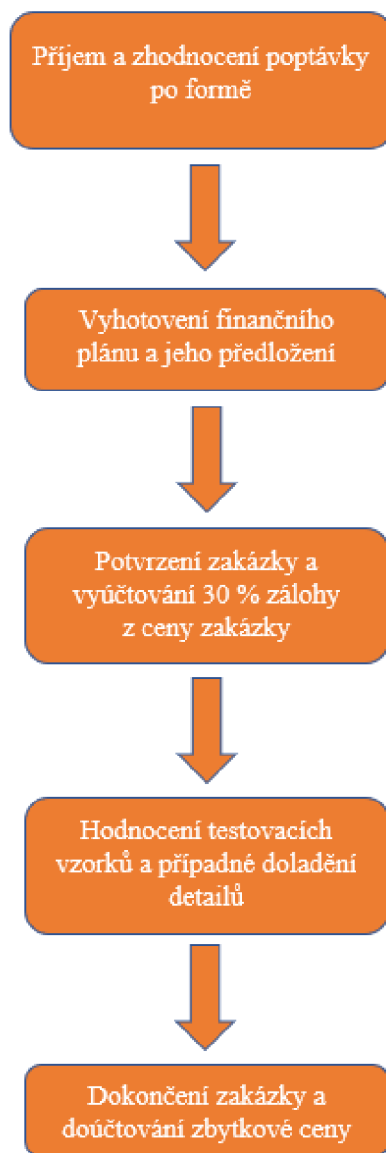 Příjem a zhodnocení poptávky
po formě
Vyhotovení finančního
plánu a jeho předložení
Potvrzení zakázky a
vyúčtování 30 % zálohy
z ceny zakázky
Hodnocení testovacích
vzorků a případné doladění
detailů
Dokončení zakázky a
doúčtování zbytkové ceny